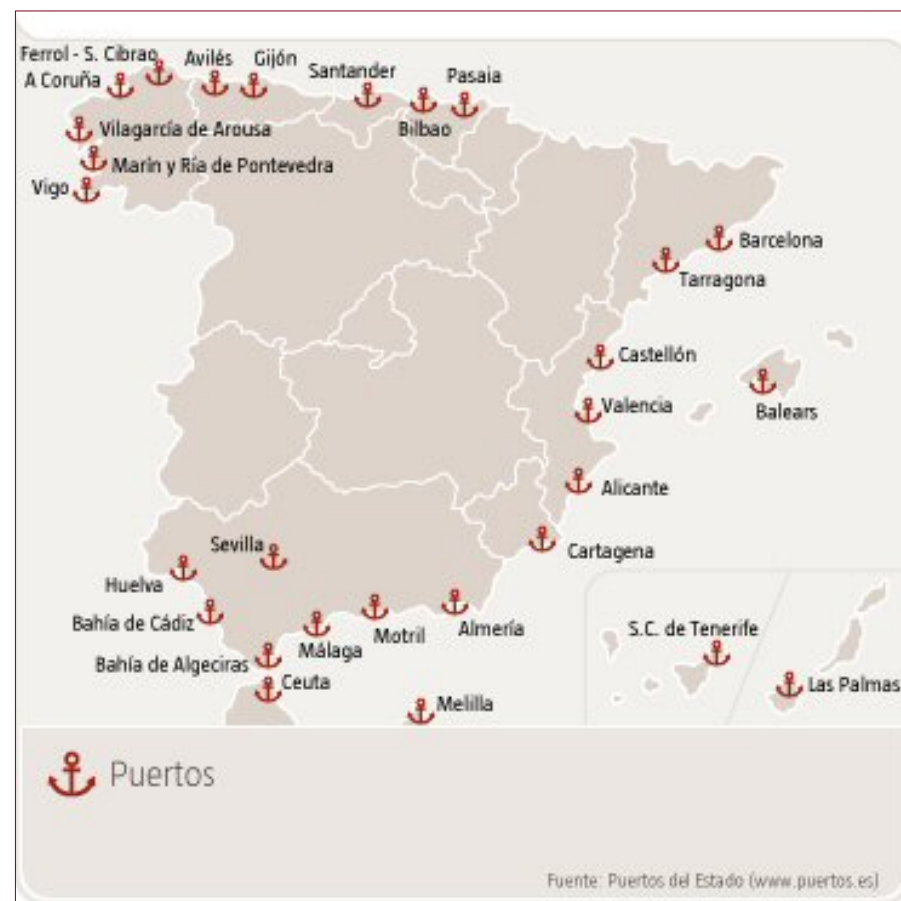 Ferrol - S. Cibrao
Avilés
Gijón
A Coruña
Santander
Pasaia
Bilbao
Vilagarcía de Arousa
Marín y Ría de Pontevedra
Vigo
Barcelona
Tarragona
Castellón
Valencia
Balears
Alicante
Sevilla
Cartagena
Huelva
Bahía de Cádiz
Málaga
Motril
Almería
S.C. de Tenerife
Bahía de Algeciras
Ceuta
Las Palmas
Melilla
Puertos
Fuente: Puertos del Estado (www.puertos.es)